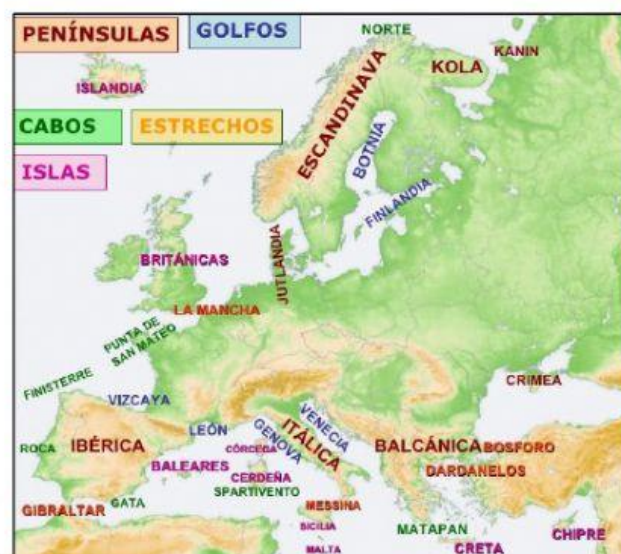 PENÍNSULAS
GOLFOS
NORTE
KANIN
KOLA
ISLANDIA
ESCANDINAVA
CABOS
ESTRECHOS
BOTNIA
ISLAS
FINLANDIA
BRITÁNICAS
JUTLANDIA
LA MANCHA
PUNTA DE
SAN MATEO
FINISTERRE
VIZCAYA
CRIMEA
LEÓN
GENOVA
VENECIA
ITÁLICA
ROCA
IBÉRICA
CÓRCEGA
BALCÁNICA
BOSFORO
BALEARES
CERDEÑA
DARDANELOS
SPARTIVENTO
GIBRALTAR
GATA
MESSINA
SICILIA
MATAPAN
CHIPRE
MALTA
CRETA